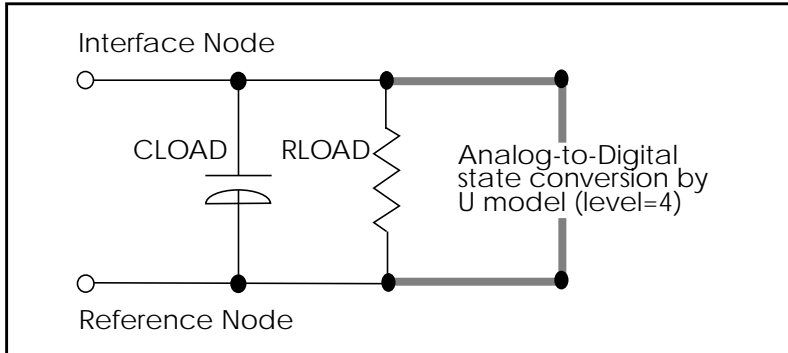 Interface Node
CLOAD
RLOAD
Analog-to-Digital
state conversion by
U model (level=4)
Reference Node